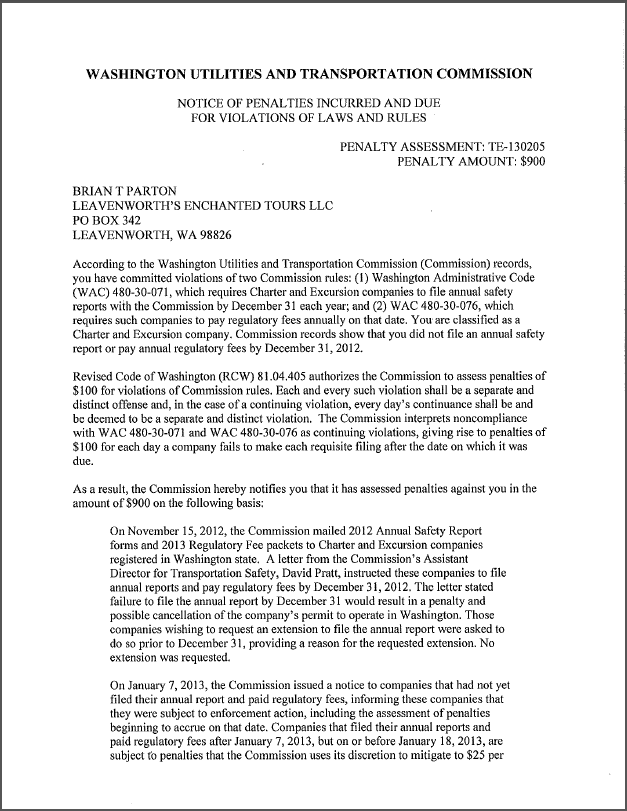 WASHINGTON UTILITIES AND TRANSPORTATION COMMISSION
NOTICE OF PENALTIES INCURRED AND DUE
FOR VIOLATIONS OF LAWS AND RULES
PENALTY ASSESSMENT: TE-130205
PENALTY AMOUNT: $900
BRIAN T PARTON
LEAVENWORTH'S ENCHANTED TOURS LLC
PO BOX 342
LEAVENWORTH, WA 98826
According to the Washington Utilities and Transportation Commission (Commission) records,
you have committed violations of two Commission rules: (1) Washington Administrative Code
(WAC) 480-30-071, which requires Charter and Excursion companies to file annual safety
reports with the Commission by December 31 each year; and (2) WAC 480-30-076, which
requires such companies to pay regulatory fees annually on that date. You are classified as a
Charter and Excursion company. Commission records show that you did not file an annual safety
report or pay annual regulatory fees by December 31, 2012.
Revised Code of Washington (RCW) 81.04.405 authorizes the Commission to assess penalties of
$100 for violations of Commission rules. Each and every such violation shall be a separate and
distinct offense and, in the case of a continuing violation, every day's continuance shall be and
be deemed to be a separate and distinct violation. The Commission interprets noncompliance
with WAC 480-30-071 and WAC 480-30-076 as continuing violations, giving rise to penalties of
$100 for each day a company fails to make each requisite filing after the date on which it was
due.
As a result, the Commission hereby notifies you that it has assessed penalties against you in the
amount of $900 on the following basis:
On November 15, 2012, the Commission mailed 2012 Annual Safety Report
forms and 2013 Regulatory Fee packets to Charter and Excursion companies
registered in Washington state. A letter from the Commission's Assistant
Director for Transportation Safety, David Pratt, instructed these companies to file
annual reports and pay regulatory fees by December 31, 2012. The letter stated
failure to file the annual report by December 31 would result in a penalty and
possible cancellation of the company's permit to operate in Washington. Those
companies wishing to request an extension to file the annual report were asked to
do so prior to December 31, providing a reason for the requested extension. No
extension was requested.
On January 7, 2013, the Commission issued a notice to companies that had not yet
filed their annual report and paid regulatory fees, informing these companies that
they were subject to enforcement action, including the assessment of penalties
beginning to accrue on that date. Companies that filed their annual reports and
paid regulatory fees after January 7, 2013, but on or before January 18, 2013, are
subject to penalties that the Commission uses its discretion to mitigate to $25 per